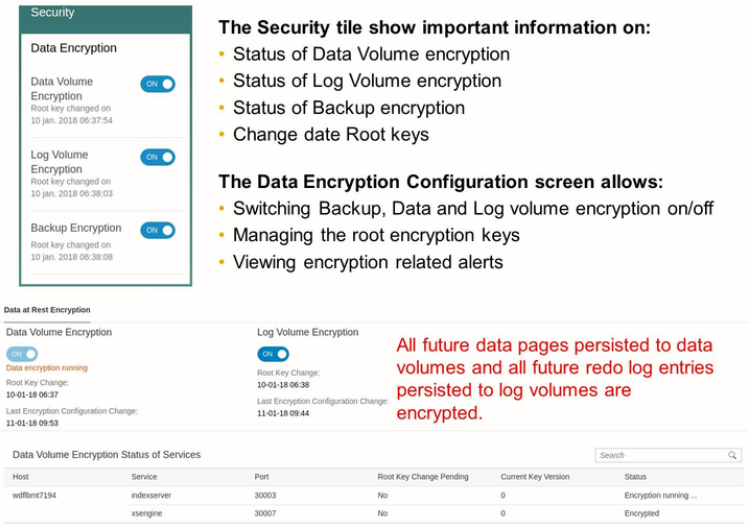 Security
Data Encryption
Data Volume
Encryption
ON
Root key changed on
10 jan. 2018 06:37:54
Log Volume
Encryption
ON
Root key changed on
10 jan. 2018 06:38:03
Backup Encryption
ON
Root key changed on
10 jan. 2018 06:38:08
The Security tile show important information on:
• Status of Data Volume encryption
• Status of Log Volume encryption
• Status of Backup encryption
• Change date Root keys
The Data Encryption Configuration screen allows:
• Switching Backup, Data and Log volume encryption on/off
• Managing the root encryption keys
• Viewing encryption related alerts
Data at Rest Encryption
Data Volume Encryption
ON
Data encryption running
Root Key Change:
10-01-18 06:37
Last Encryption Configuration Change:
11-01-18 09:53
Log Volume Encryption
ON
Root Key Change:
10-01-18 06:38
Last Encryption Configuration Change:
11-01-18 09:44
All future data pages persisted to data
volumes and all future redo log entries
persisted to log volumes are
encrypted.
Data Volume Encryption Status of Services
Search
Host Service Port Root Key Change Pending Current Key Version Status
wdflbmt7194 indexserver 30003 No 0 Encryption running ...
xsengine 30007 No 0 Encrypted